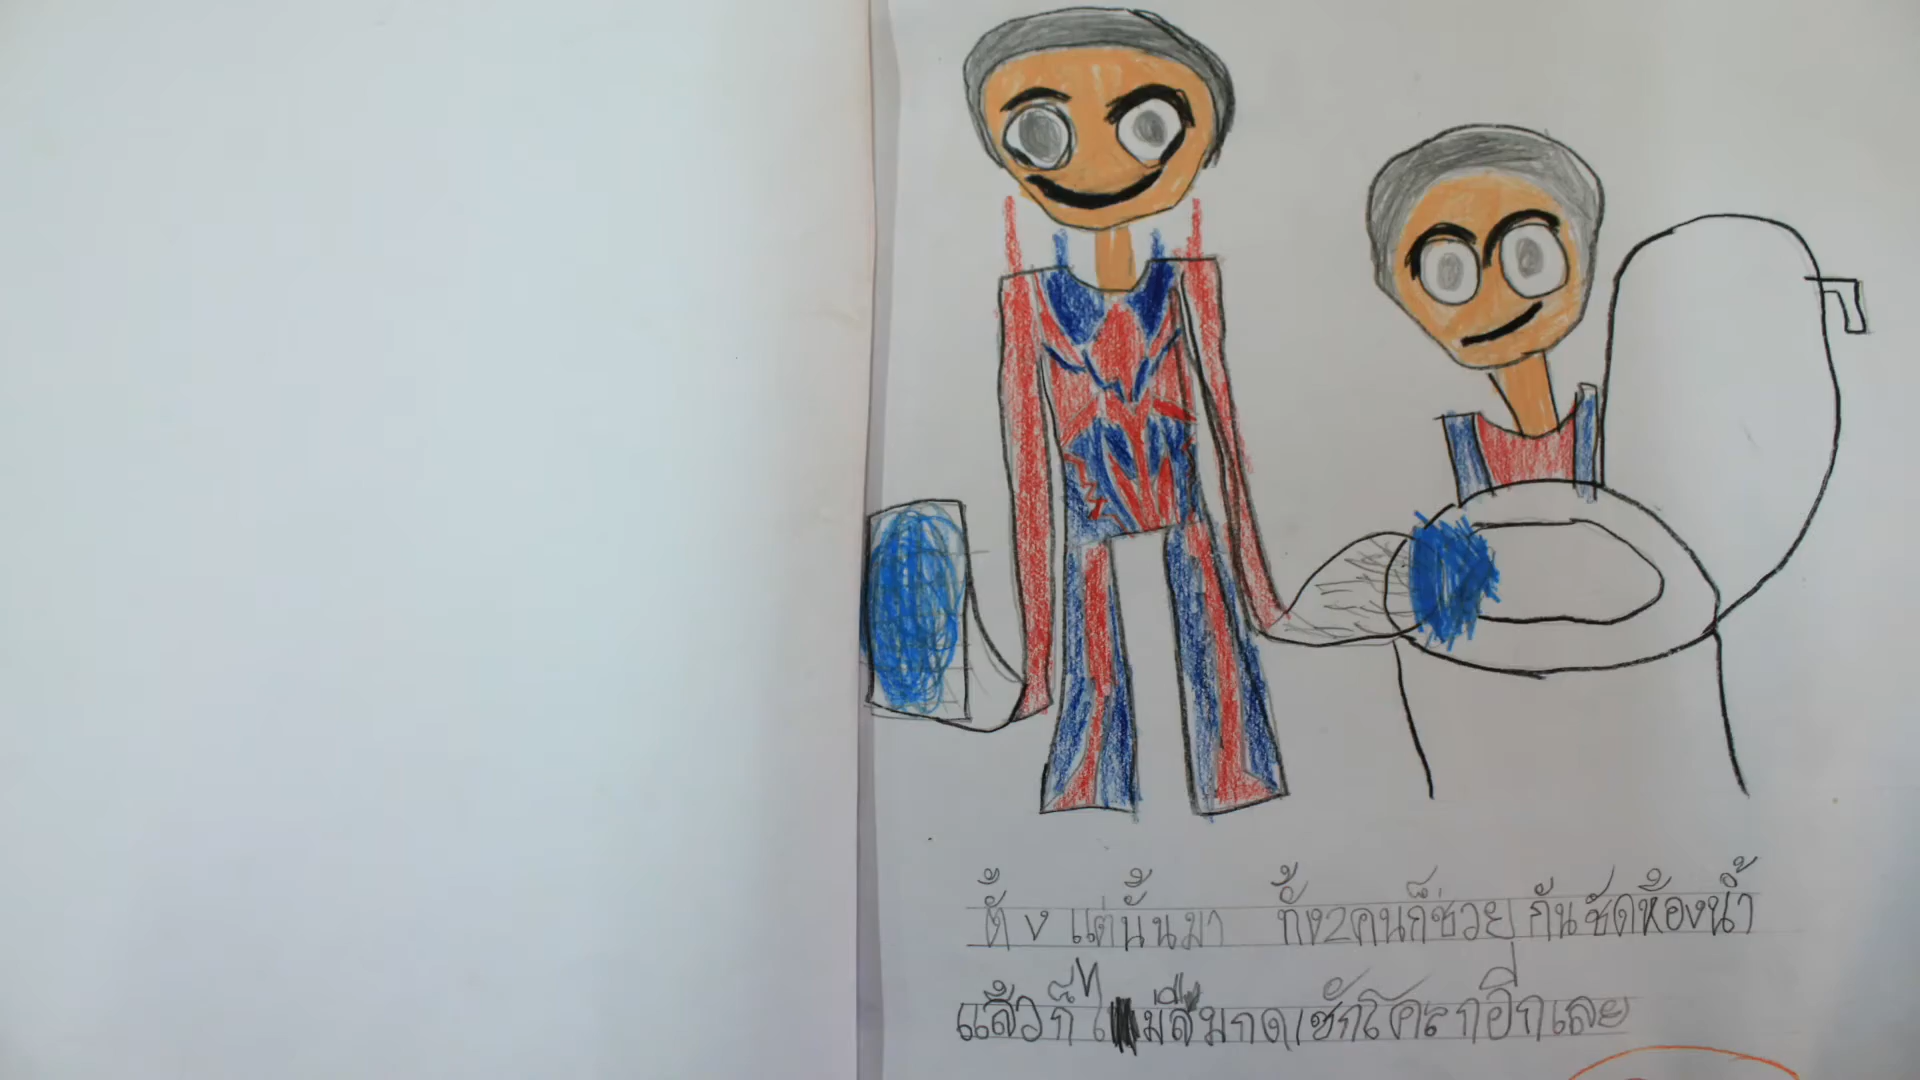 ตั้งแต่นั้นมา ทั้ง2คนก็ช่วยกันขัดห้องน้ำ
แล้วก็ไม่ลืมกดชักโครกอีกเลย